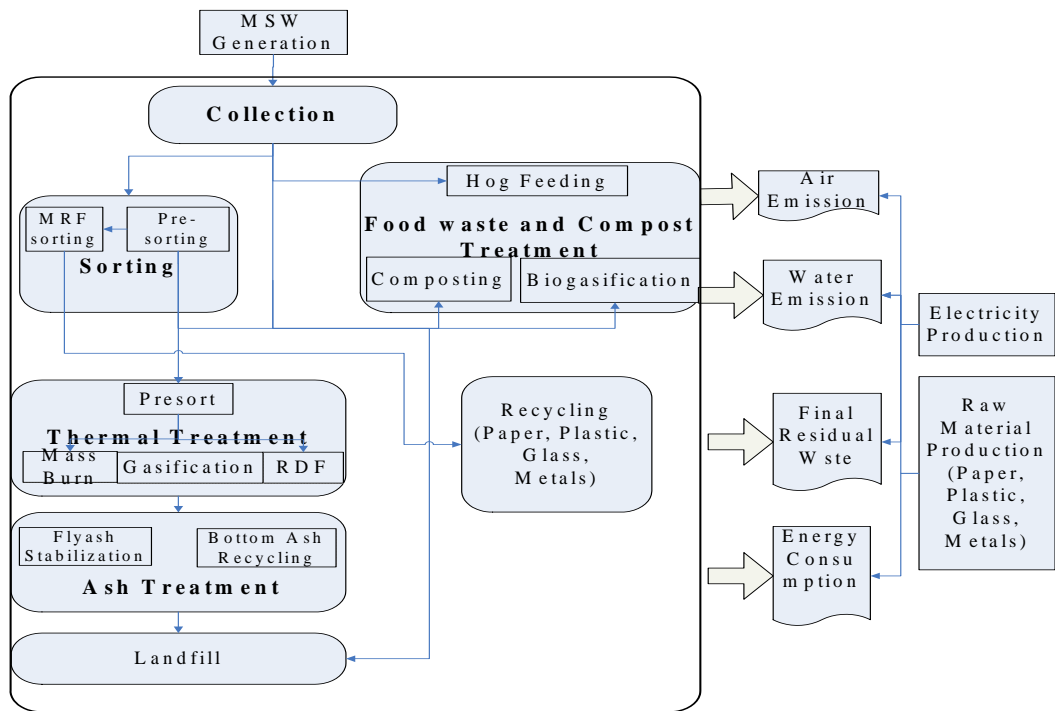 MSW
Generation
Collection
Hog Feeding
Food waste and Compost
Treatment
Composting
Biogasification
MRF
sorting
Pre-
sorting
Sorting
Presort
Thermal Treatment
Mass
Burn
Gasification
RDF
Flyash
Stabilization
Bottom Ash
Recycling
Ash Treatment
Landfill
Recycling
(Paper, Plastic,
Glass,
Metals)
Air
Emission
Water
Emission
Final
Residual
Waste
Energy
Consu
mption
Electricity
Production
Raw
Material
Production
(Paper,
Plastic,
Glass,
Metals)